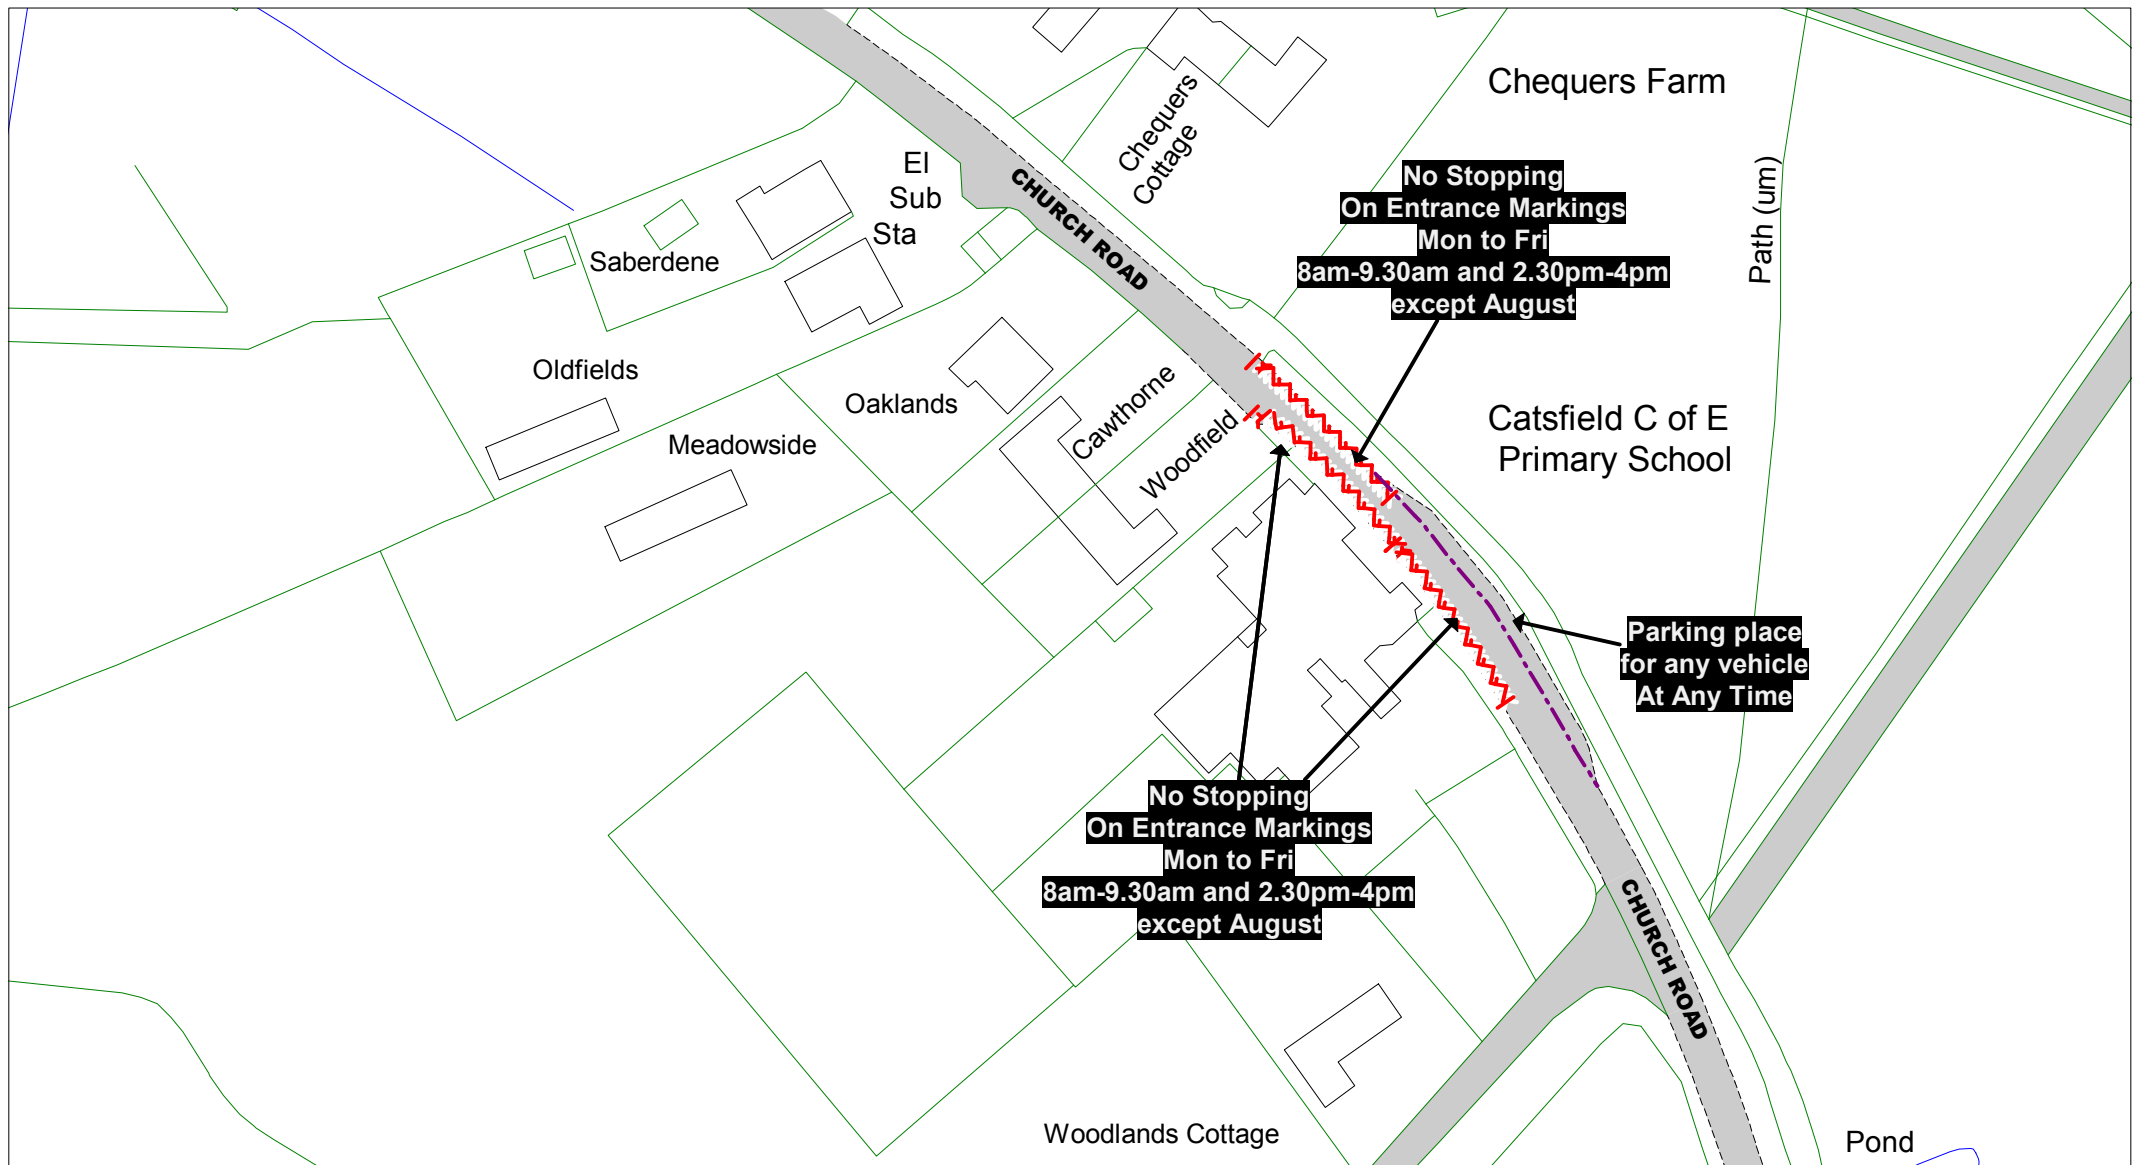 Chequers Farm
Chequers
Cottage
El
Sub
Sta
CHURCH ROAD
No Stopping
On Entrance Markings
Mon to Fri
8am-9.30am and 2.30pm-4pm
except August
Path (um)
Saberdene
Oldfields
Oaklands
Meadowside
Cawthorne
Woodfield
Catsfield C of E
Primary School
Parking place
for any vehicle
At Any Time
No Stopping
On Entrance Markings
Mon to Fri
8am-9.30am and 2.30pm-4pm
except August
CHURCH ROAD
Woodlands Cottage
Pond